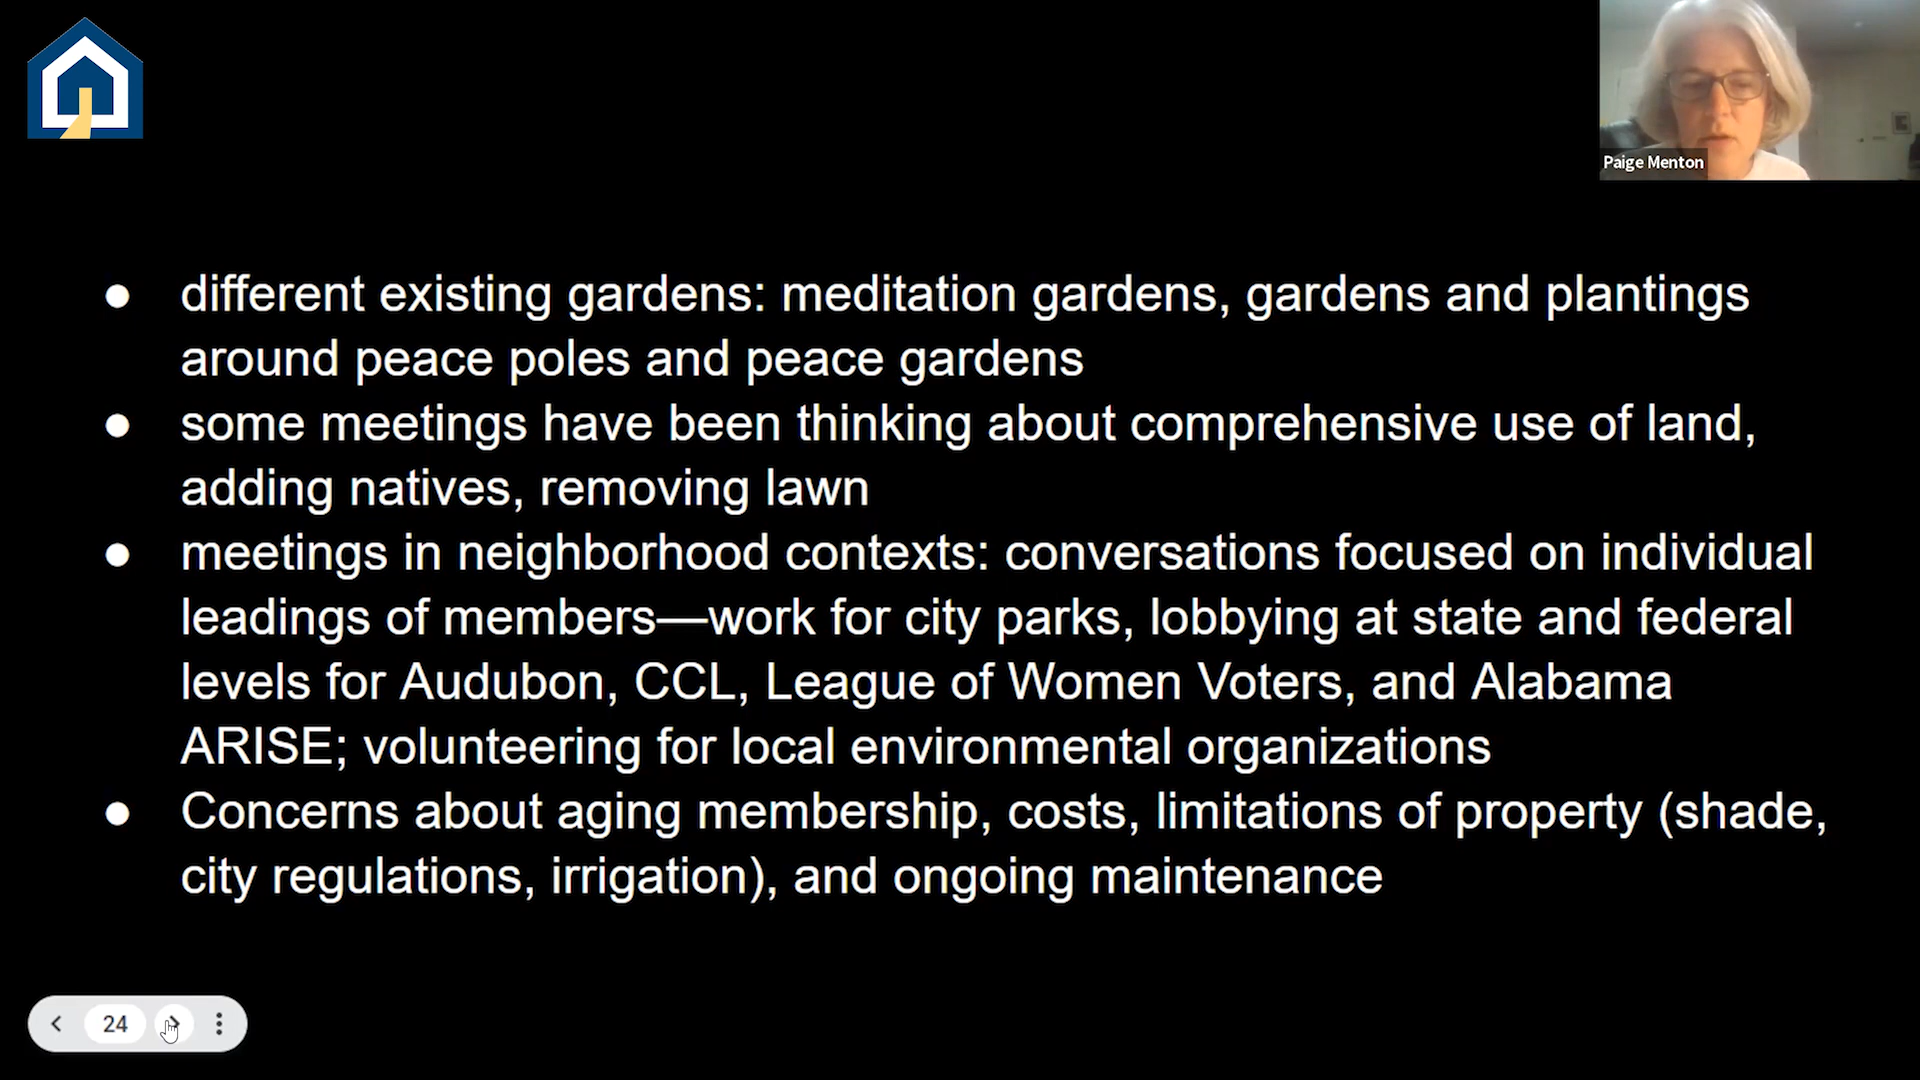 Paige Menton
● different existing gardens: meditation gardens, gardens and plantings
around peace poles and peace gardens
● some meetings have been thinking about comprehensive use of land,
adding natives, removing lawn
● meetings in neighborhood contexts: conversations focused on individual
leadings of members—work for city parks, lobbying at state and federal
levels for Audubon, CCL, League of Women Voters, and Alabama
ARISE; volunteering for local environmental organizations
● Concerns about aging membership, costs, limitations of property (shade,
city regulations, irrigation), and ongoing maintenance
24